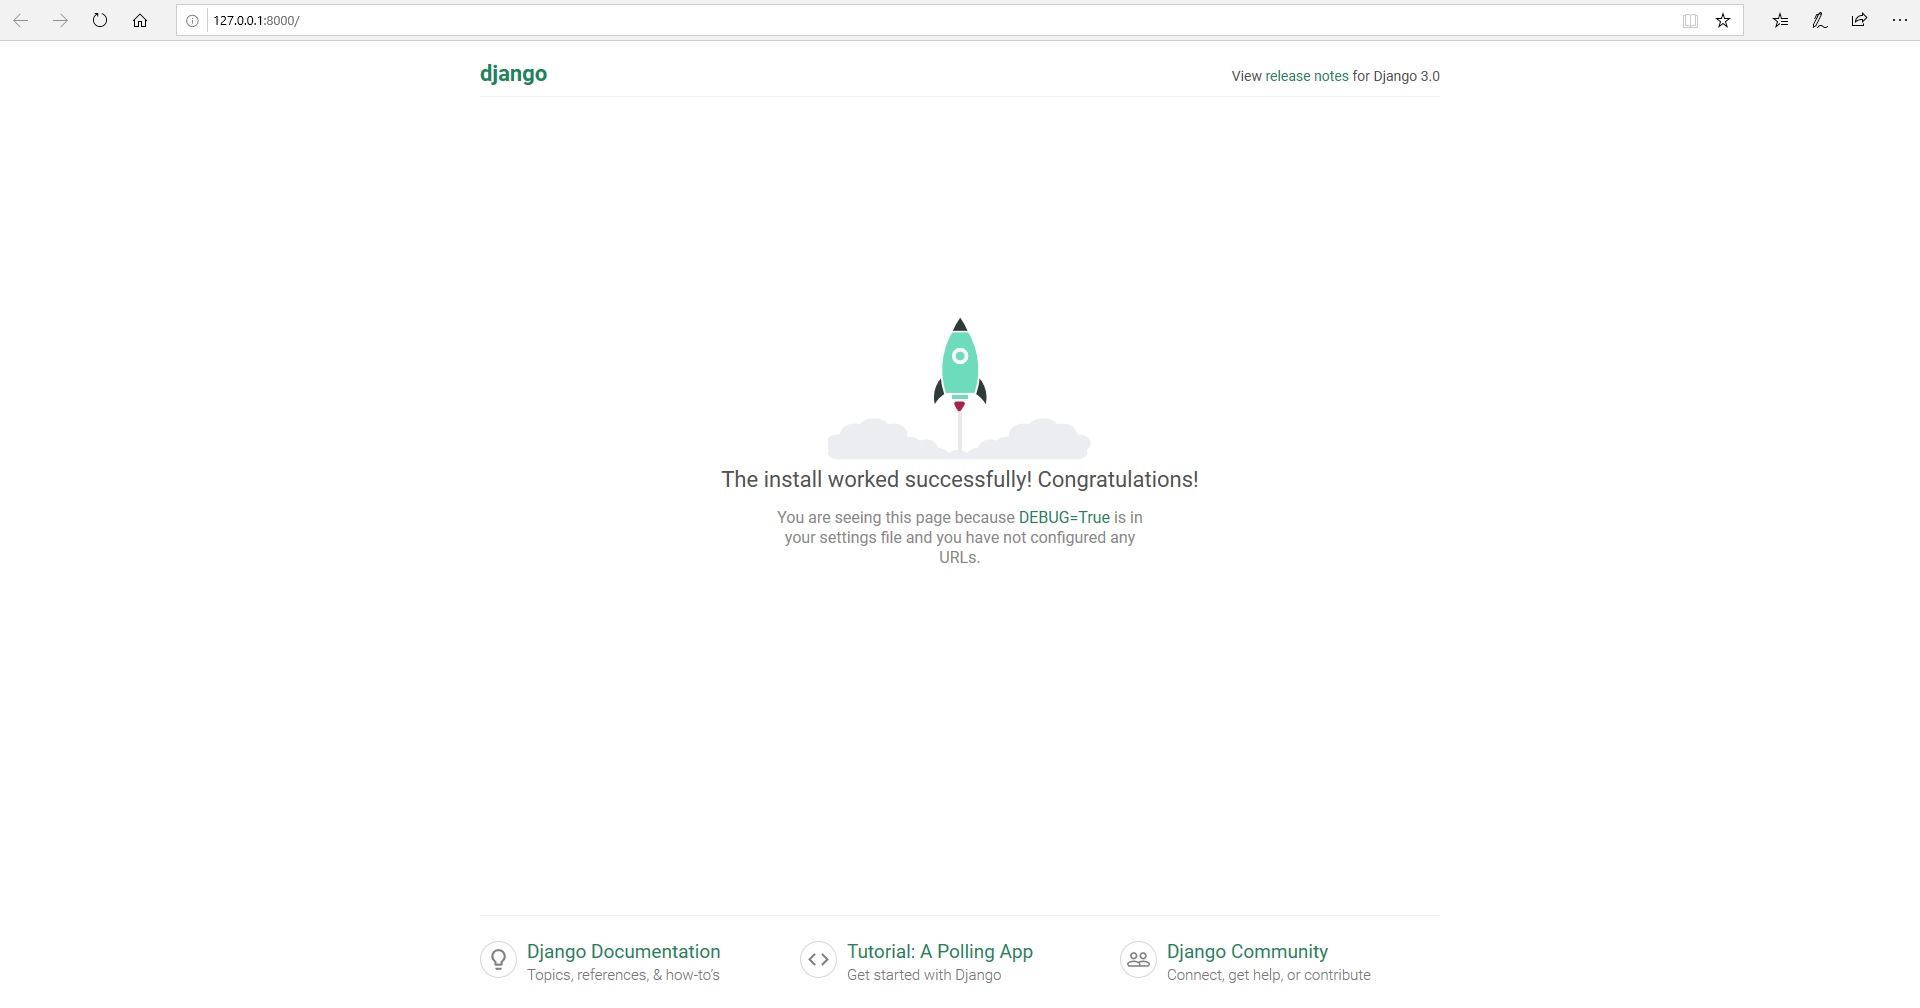 127.0.0.1:8000/
django
View release notes for Django 3.0
The install worked successfully! Congratulations!
You are seeing this page because DEBUG=True is in
your settings file and you have not configured any
URLs.
Django Documentation
Topics, references, & how-to's
Tutorial: A Polling App
Get started with Django
Django Community
Connect, get help, or contribute